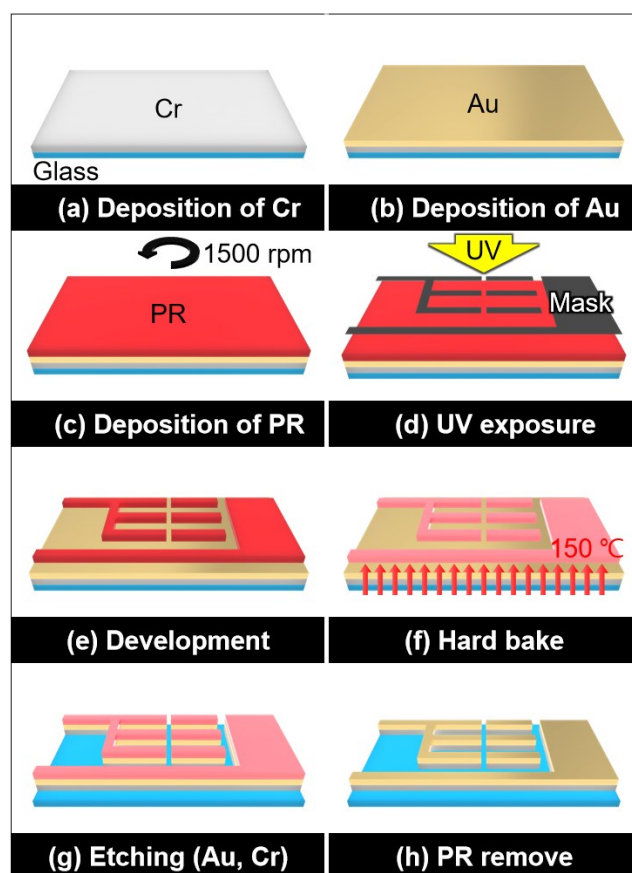 Cr
Glass
(a) Deposition of Cr
Au
(b) Deposition of Au
1500 rpm
PR
(c) Deposition of PR
UV
Mask
(d) UV exposure
(e) Development
150 ℃
(f) Hard bake
(g) Etching (Au, Cr)
(h) PR remove